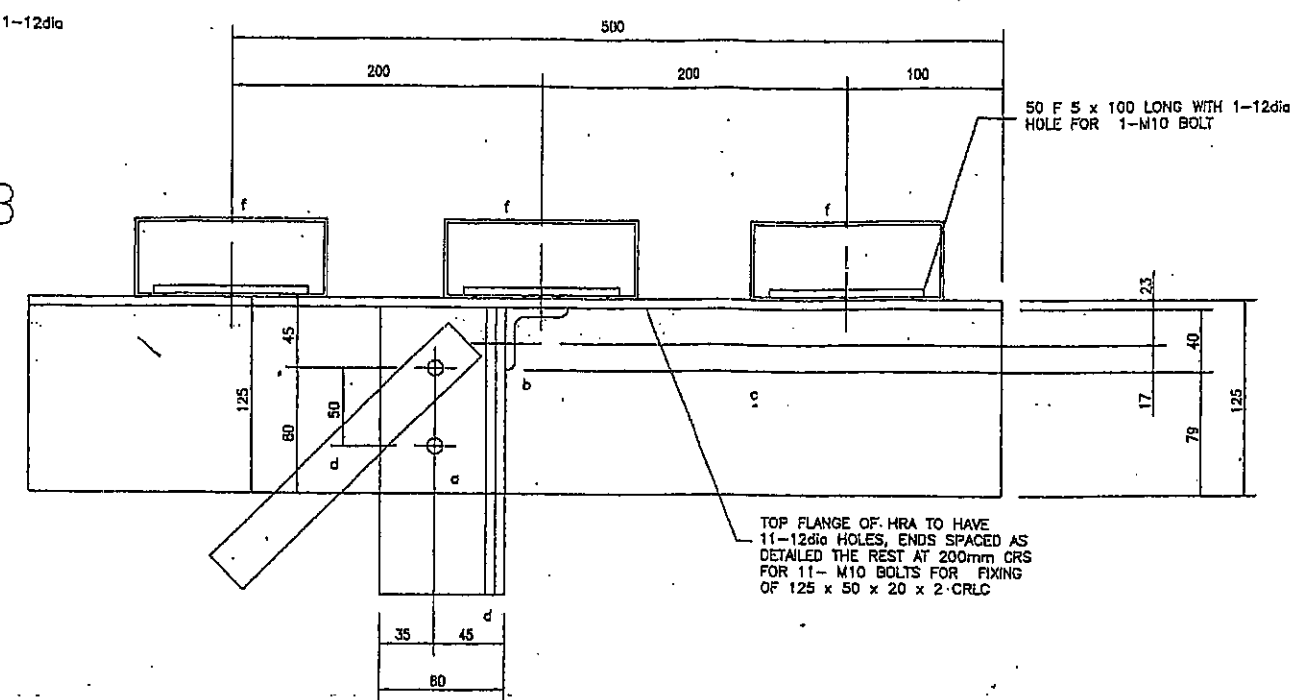 1-12dia
500
200
200
100
50 F 5 x 100 LONG WITH 1-12dia
HOLE FOR 1-M10 BOLT
f
f
f
23
45
40
125
50
80
b
c
17
79
125
d
a
TOP FLANGE OF HRA TO HAVE
11-12dia HOLES, ENDS SPACED AS
DETAILED THE REST AT 200mm CRS
FOR 11- M10 BOLTS FOR FIXING
OF 125 x 50 x 20 x 2 CRLC
d
35
45
80